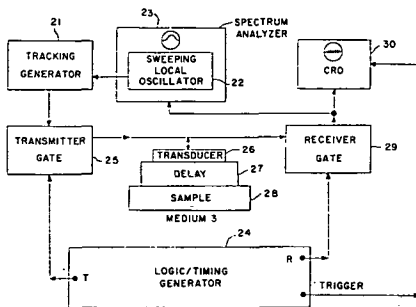 21
TRACKING
GENERATOR
23
SPECTRUM
ANALYZER
SWEEPING
LOCAL
OSCILLATOR
22
30
CRO
TRANSMITTER
GATE
25
TRANSDUCER
26
DELAY
27
SAMPLE
28
MEDIUM 3
RECEIVER
GATE
29
24
T
LOGIC/TIMING
GENERATOR
R
TRIGGER